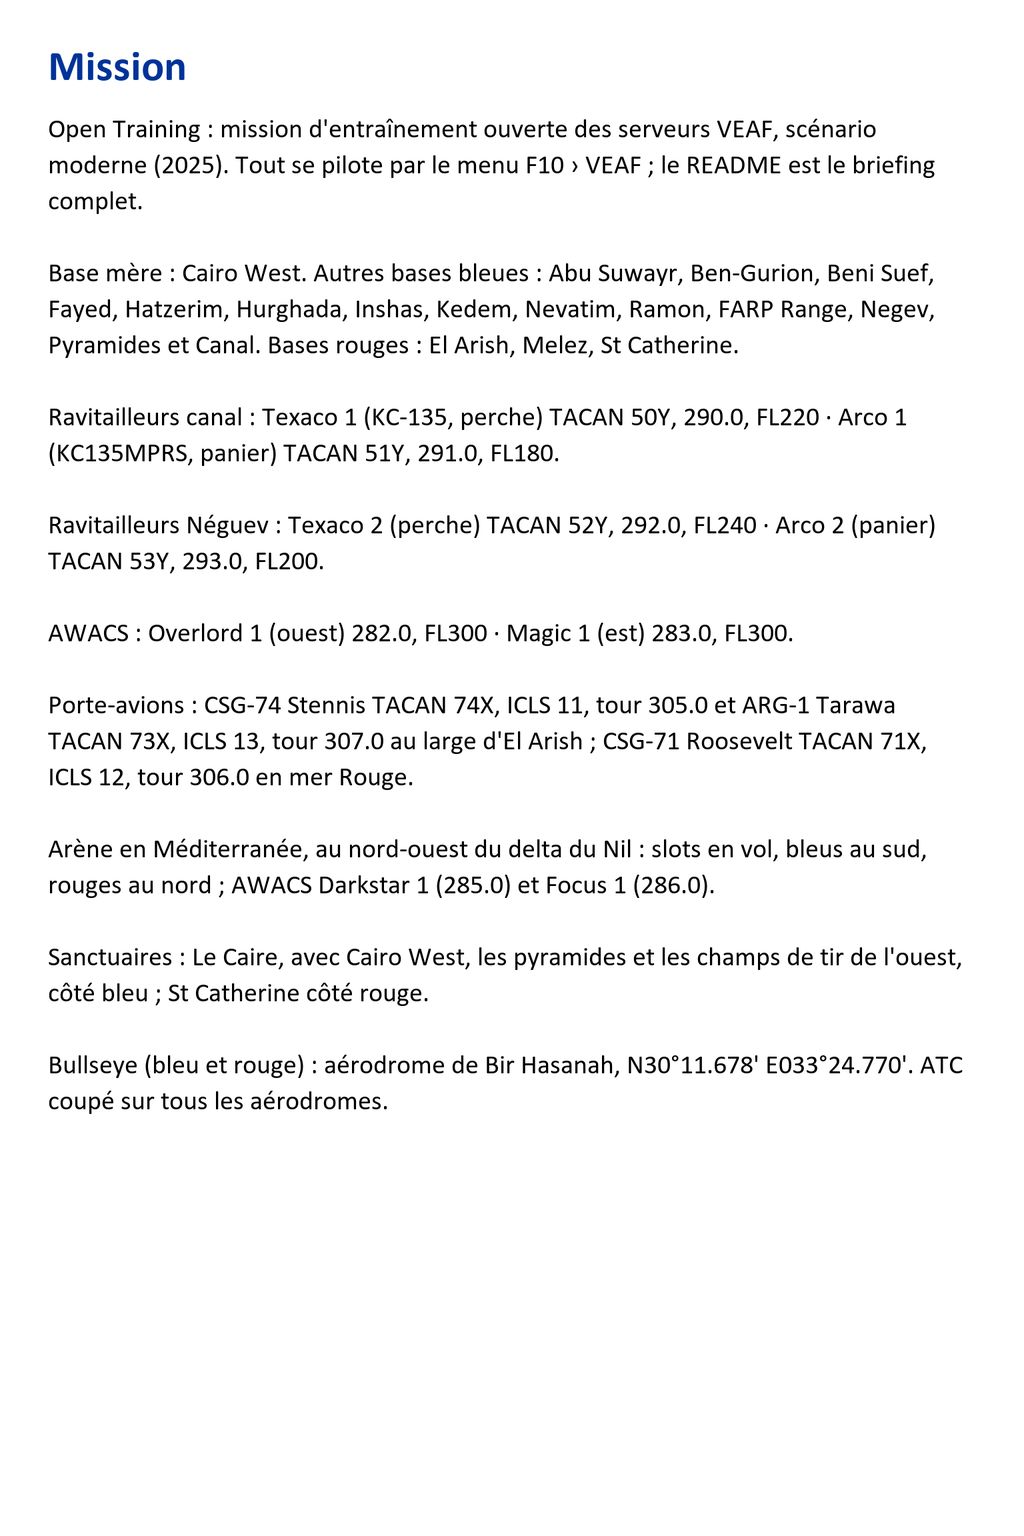 Mission
Open Training : mission d'entraînement ouverte des serveurs VEAF, scénario
moderne (2025). Tout se pilote par le menu F10 › VEAF ; le README est le briefing
complet.
Base mère : Cairo West. Autres bases bleues : Abu Suwayr, Ben-Gurion, Beni Suef,
Fayed, Hatzerim, Hurghada, Inshas, Kedem, Nevatim, Ramon, FARP Range, Negev,
Pyramides et Canal. Bases rouges : El Arish, Melez, St Catherine.
Ravitailleurs canal : Texaco 1 (KC-135, perche) TACAN 50Y, 290.0, FL220 · Arco 1
(KC135MPRS, panier) TACAN 51Y, 291.0, FL180.
Ravitailleurs Néguev : Texaco 2 (perche) TACAN 52Y, 292.0, FL240 · Arco 2 (panier)
TACAN 53Y, 293.0, FL200.
AWACS : Overlord 1 (ouest) 282.0, FL300 · Magic 1 (est) 283.0, FL300.
Porte-avions : CSG-74 Stennis TACAN 74X, ICLS 11, tour 305.0 et ARG-1 Tarawa
TACAN 73X, ICLS 13, tour 307.0 au large d'El Arish ; CSG-71 Roosevelt TACAN 71X,
ICLS 12, tour 306.0 en mer Rouge.
Arène en Méditerranée, au nord-ouest du delta du Nil : slots en vol, bleus au sud,
rouges au nord ; AWACS Darkstar 1 (285.0) et Focus 1 (286.0).
Sanctuaires : Le Caire, avec Cairo West, les pyramides et les champs de tir de l'ouest,
côté bleu ; St Catherine côté rouge.
Bullseye (bleu et rouge) : aérodrome de Bir Hasanah, N30°11.678' E033°24.770'. ATC
coupé sur tous les aérodromes.